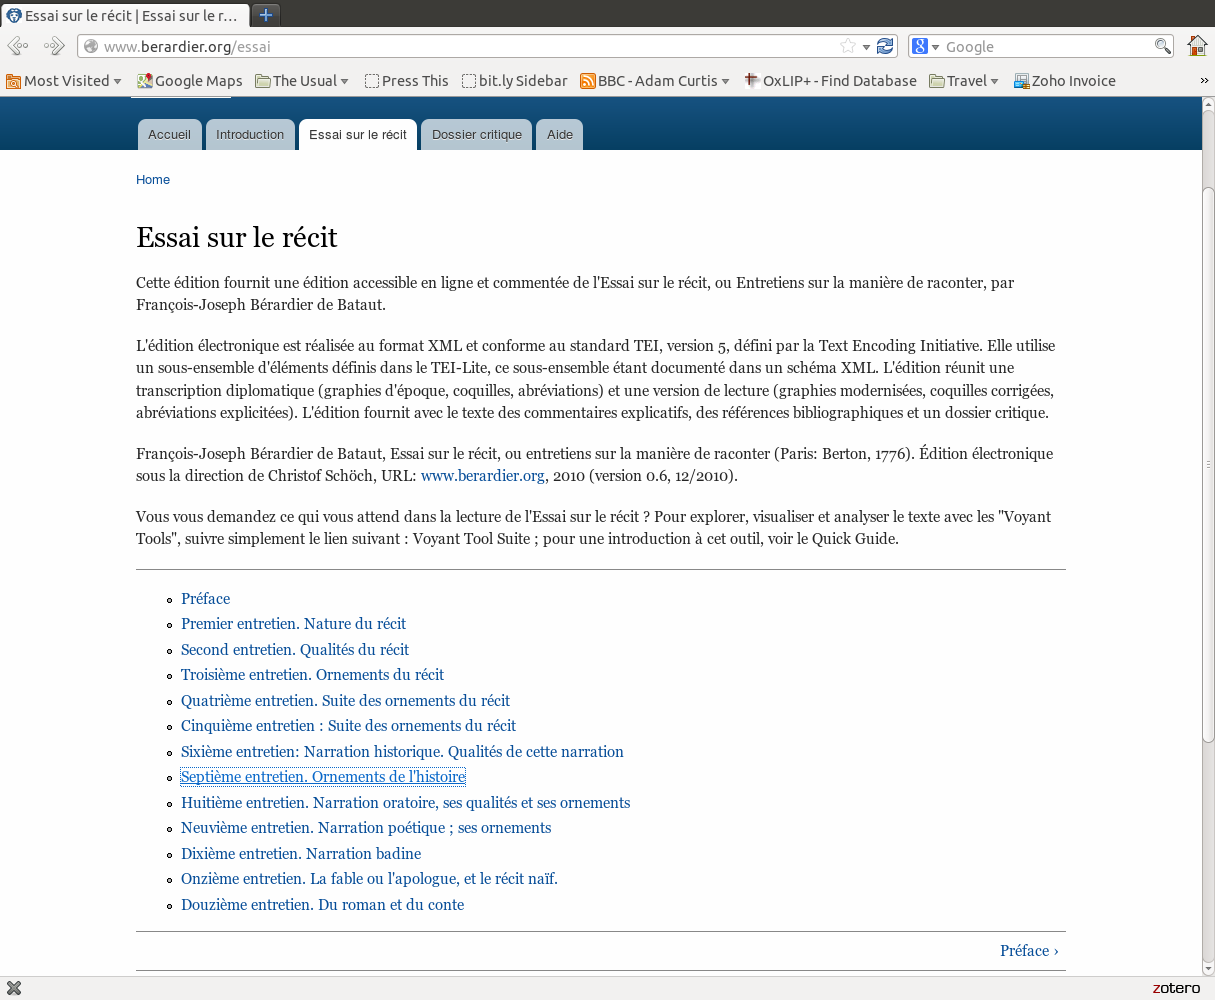 Essai sur le récit | Essai sur le r...
www.berardier.org/essai
Google
Most Visited
Google Maps
The Usual
Press This
bit.ly Sidebar
BBC - Adam Curtis
OxLIP+ - Find Database
Travel
Zoho Invoice
»
Accueil
Introduction
Essai sur le récit
Dossier critique
Aide
Home
Essai sur le récit
Cette édition fournit une édition accessible en ligne et commentée de l'Essai sur le récit, ou Entretiens sur la manière de raconter, par
François-Joseph Bérardier de Bataut.
L'édition électronique est réalisée au format XML et conforme au standard TEI, version 5, défini par la Text Encoding Initiative. Elle utilise
un sous-ensemble d'éléments définis dans le TEI-Lite, ce sous-ensemble étant documenté dans un schéma XML. L'édition réunit une
transcription diplomatique (graphies d'époque, coquilles, abréviations) et une version de lecture (graphies modernisées, coquilles corrigées,
abréviations explicitées). L'édition fournit avec le texte des commentaires explicatifs, des références bibliographiques et un dossier critique.
François-Joseph Bérardier de Bataut, Essai sur le récit, ou entretiens sur la manière de raconter (Paris: Berton, 1776). Édition électronique
sous la direction de Christof Schöch, URL: www.berardier.org, 2010 (version 0.6, 12/2010).
Vous vous demandez ce qui vous attend dans la lecture de l'Essai sur le récit ? Pour explorer, visualiser et analyser le texte avec les "Voyant
Tools", suivre simplement le lien suivant : Voyant Tool Suite ; pour une introduction à cet outil, voir le Quick Guide.
Préface
Premier entretien. Nature du récit
Second entretien. Qualités du récit
Troisième entretien. Ornements du récit
Quatrième entretien. Suite des ornements du récit
Cinquième entretien : Suite des ornements du récit
Sixième entretien: Narration historique. Qualités de cette narration
Septième entretien. Ornements de l'histoire
Huitième entretien. Narration oratoire, ses qualités et ses ornements
Neuvième entretien. Narration poétique ; ses ornements
Dixième entretien. Narration badine
Onzième entretien. La fable ou l'apologue, et le récit naïf.
Douzième entretien. Du roman et du conte
Préface ›
zotero